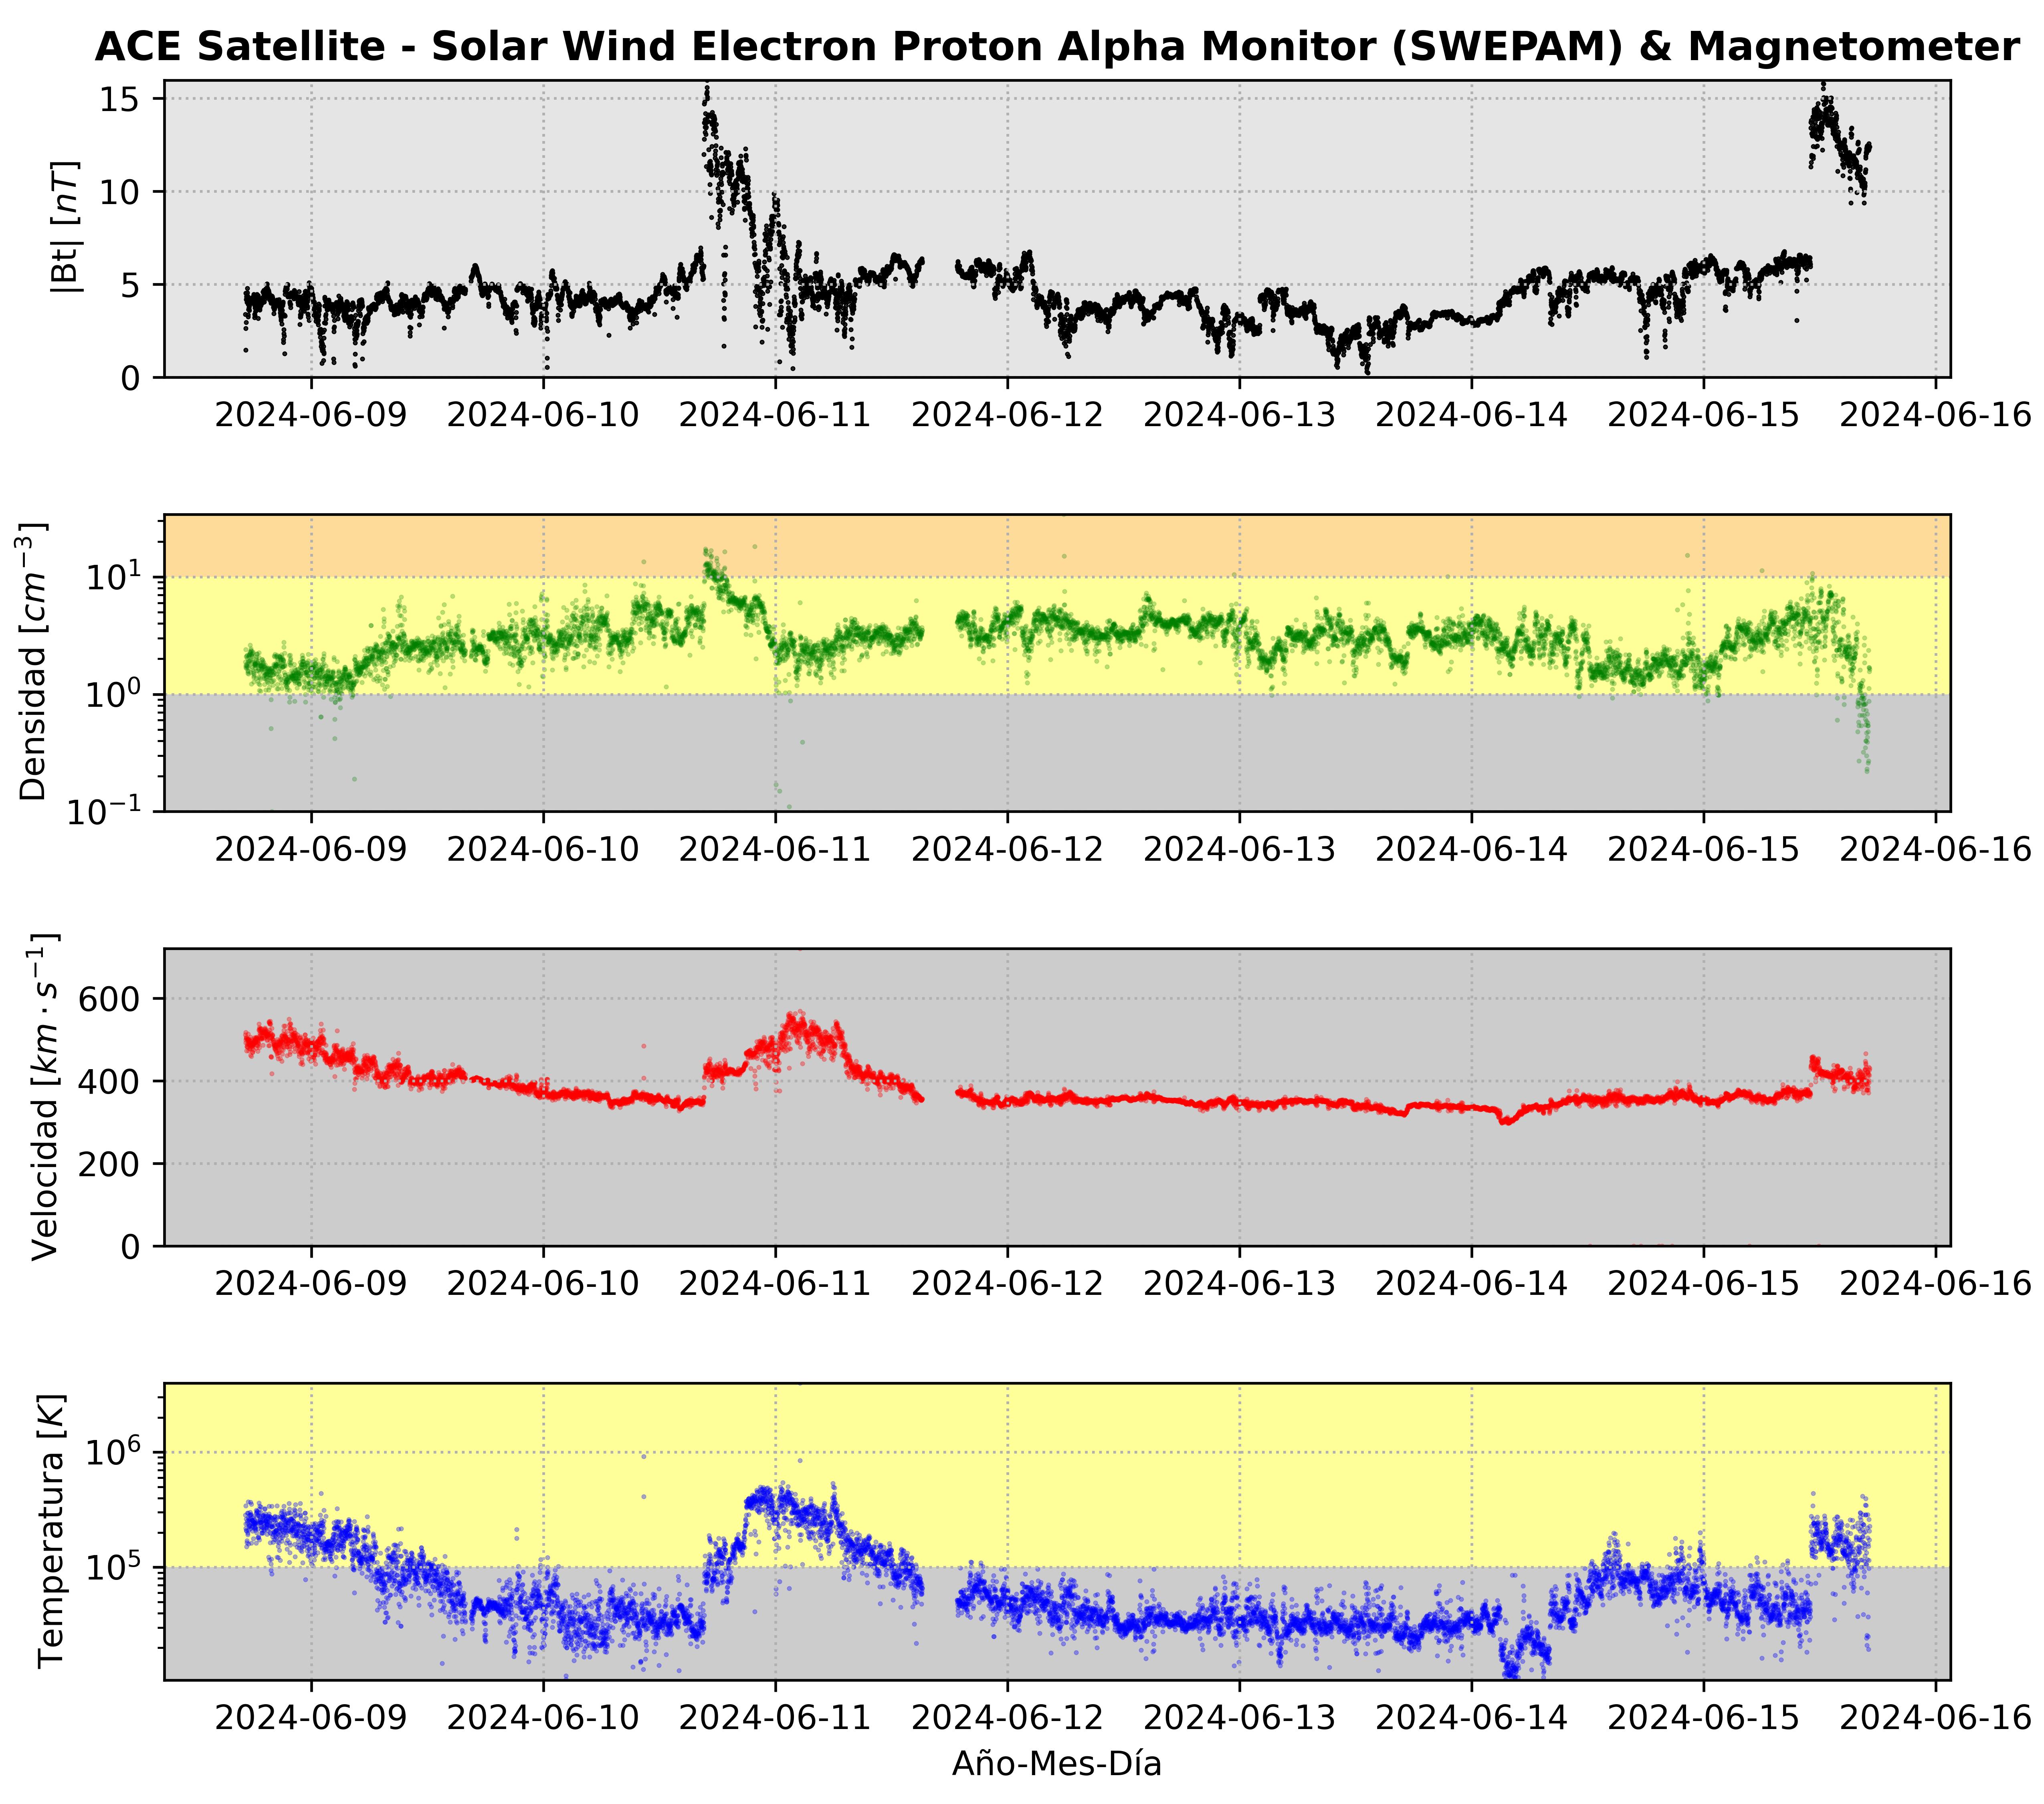 ACE Satellite - Solar Wind Electron Proton Alpha Monitor (SWEPAM) & Magnetometer
|Bt| [nT]
15
10
5
0
2024-06-09 2024-06-10 2024-06-11 2024-06-12 2024-06-13 2024-06-14 2024-06-15 2024-06-16
Densidad [cm⁻³]
10¹
10⁰
10⁻¹
2024-06-09 2024-06-10 2024-06-11 2024-06-12 2024-06-13 2024-06-14 2024-06-15 2024-06-16
Velocidad [km · s⁻¹]
600
400
200
0
2024-06-09 2024-06-10 2024-06-11 2024-06-12 2024-06-13 2024-06-14 2024-06-15 2024-06-16
Temperatura [K]
10⁶
10⁵
2024-06-09 2024-06-10 2024-06-11 2024-06-12 2024-06-13 2024-06-14 2024-06-15 2024-06-16
Año-Mes-Día